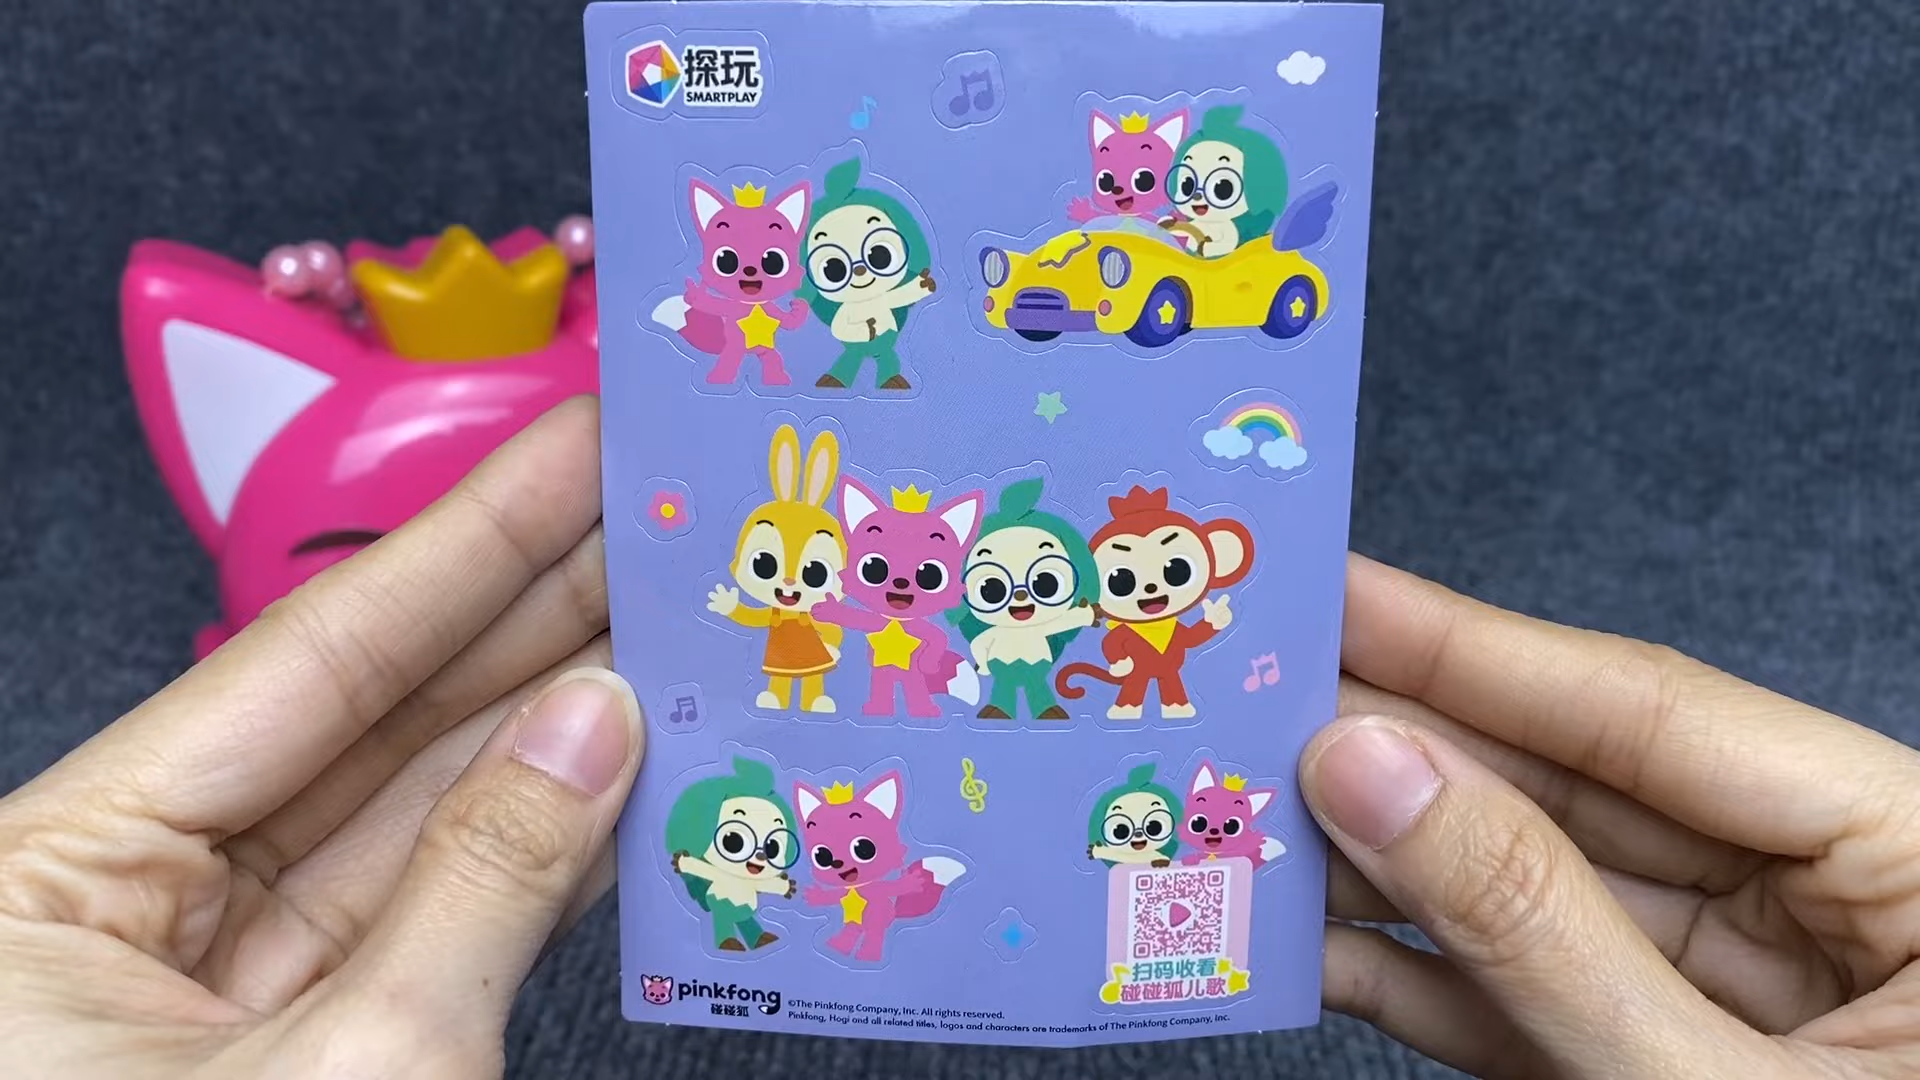 探玩
SMARTPLAY
扫码收看
碰碰狐儿歌
pinkfong
碰碰狐
©The Pinkfong Company, Inc. All rights reserved.
Pinkfong, Hogi and all related titles, logos and characters are trademarks of The Pinkfong Company, Inc.